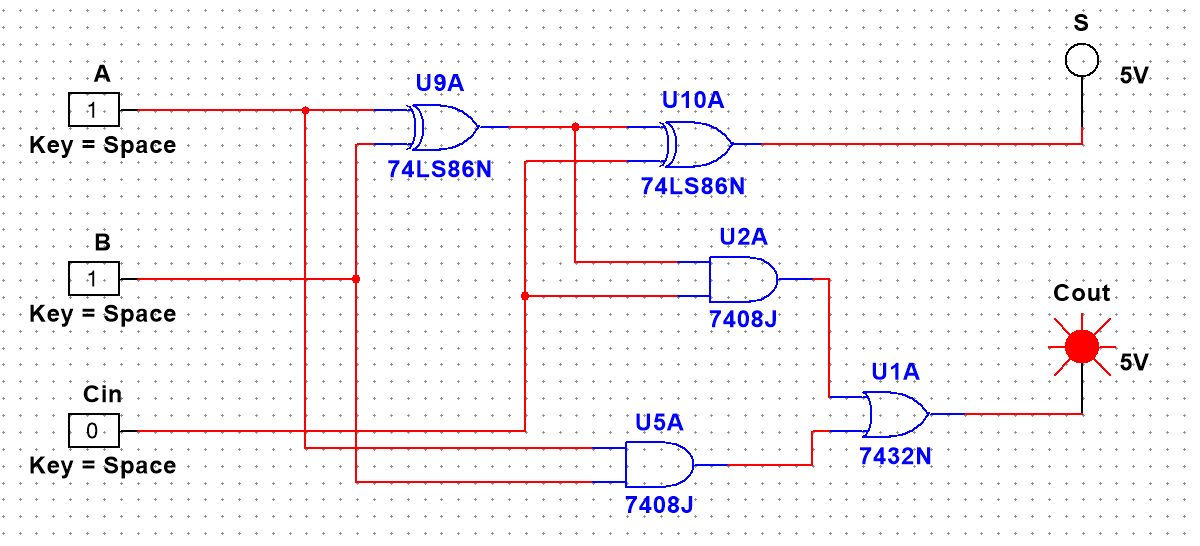 S
5V
A
1
Key = Space
U9A
74LS86N
U10A
74LS86N
B
1
Key = Space
U2A
7408J
Cout
5V
Cin
0
Key = Space
U1A
7432N
U5A
7408J